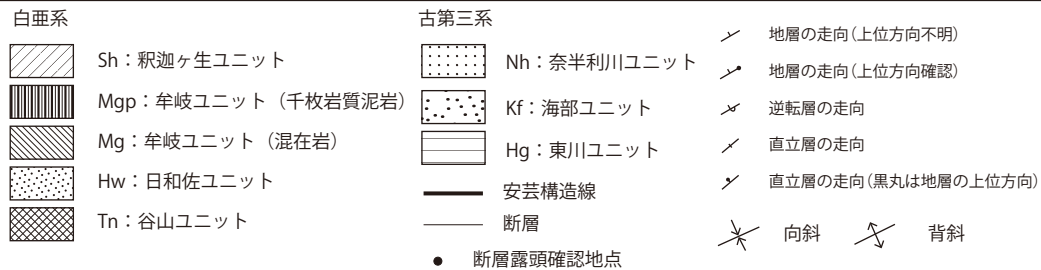 白亜系
Sh：釈迦ヶ生ユニット
Mgp：牟岐ユニット（千枚岩質泥岩）
Mg：牟岐ユニット（混在岩）
Hw：日和佐ユニット
Tn：谷山ユニット
古第三系
Nh：奈半利川ユニット
Kf：海部ユニット
Hg：東川ユニット
安芸構造線
断層
断層露頭確認地点
地層の走向（上位方向不明）
地層の走向（上位方向確認）
逆転層の走向
直立層の走向
直立層の走向（黒丸は地層の上位方向）
向斜
背斜